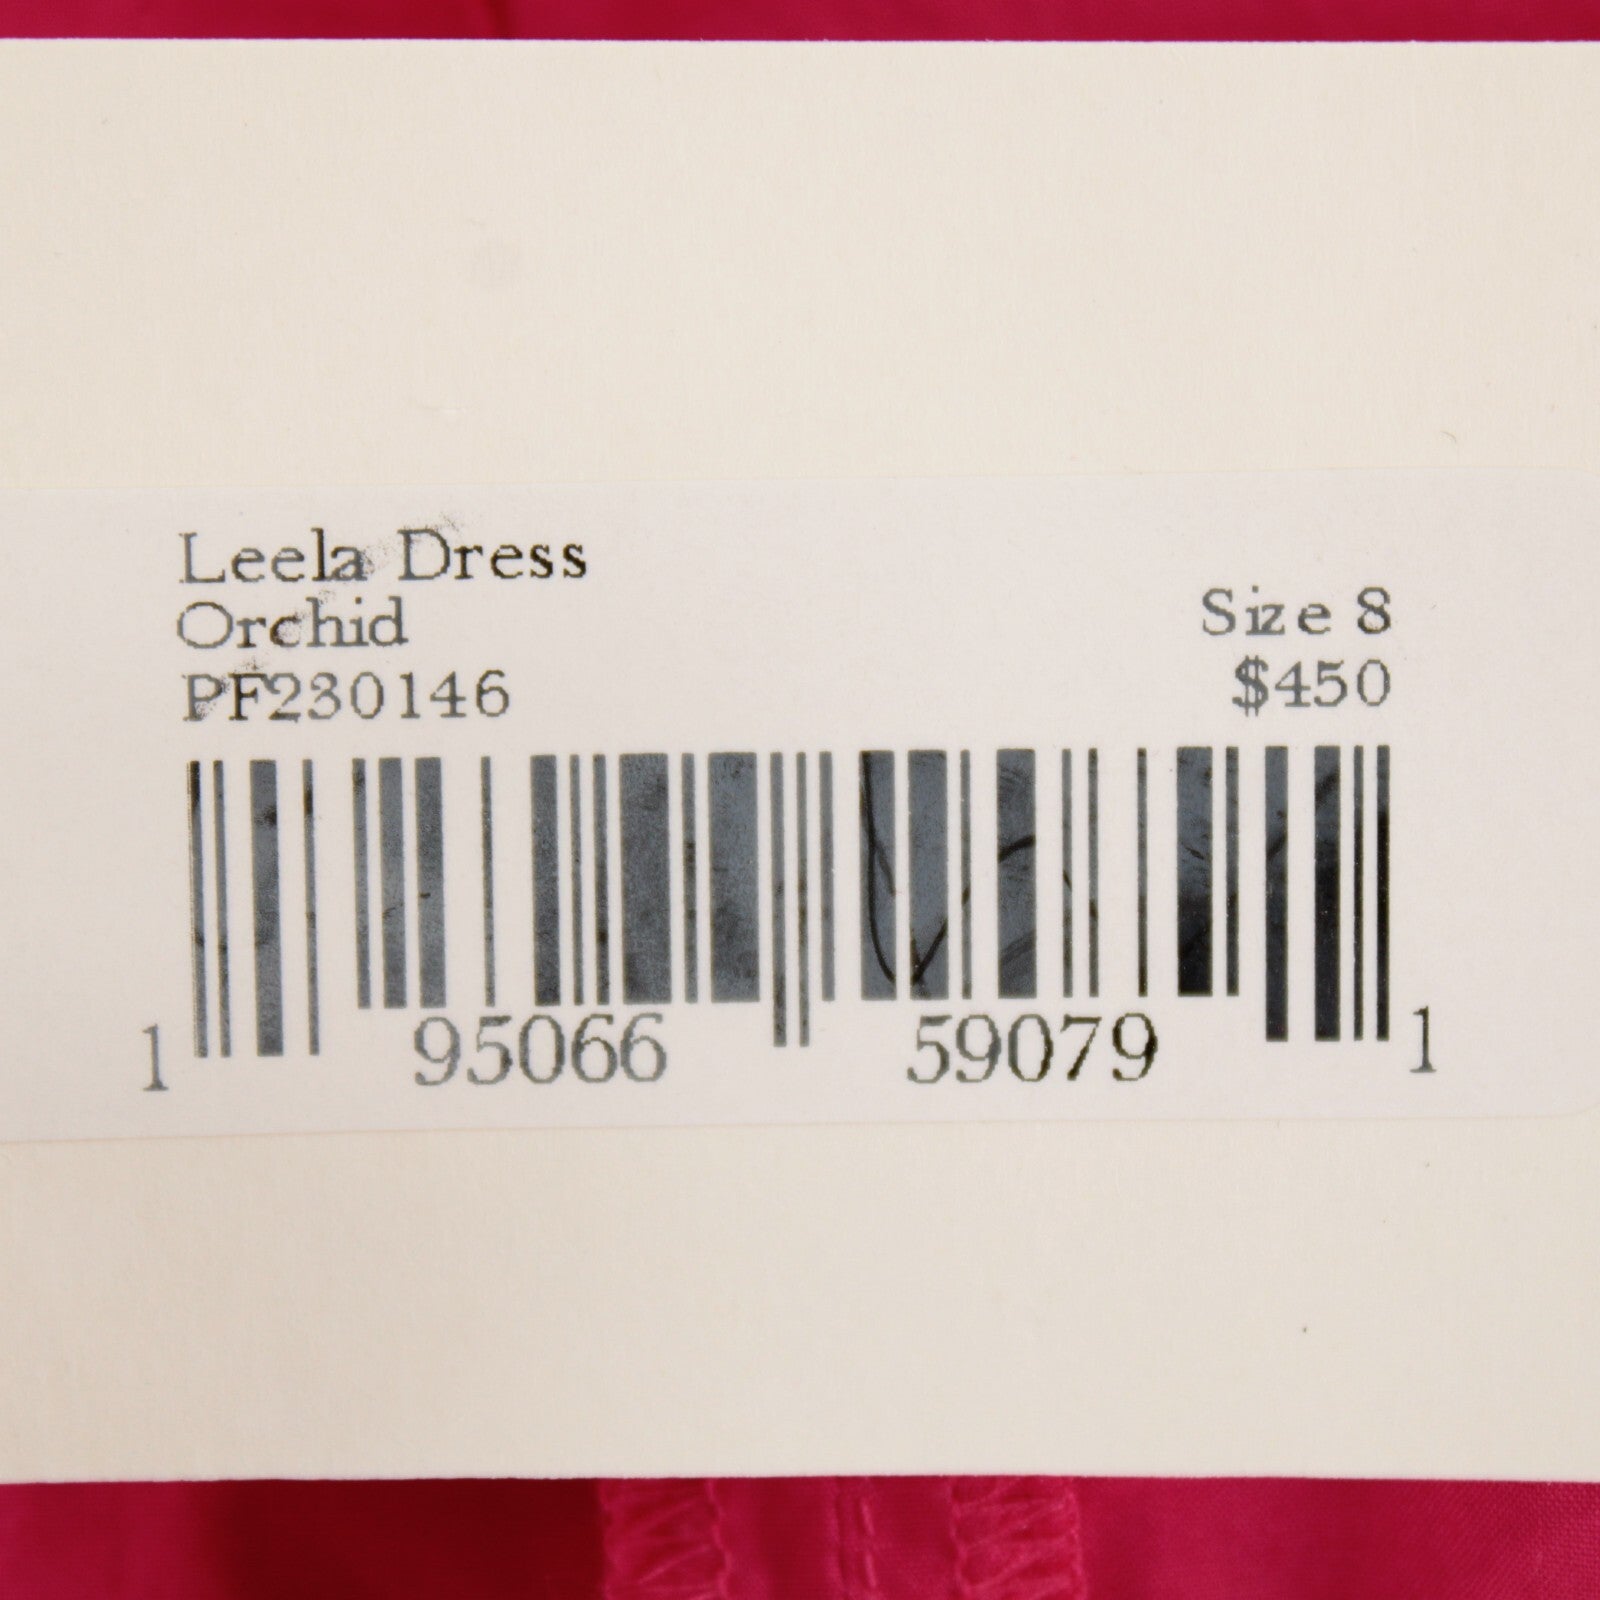 Leela Dress
Orchid
PF230146
Size 8
$450
1 95066 59079 1